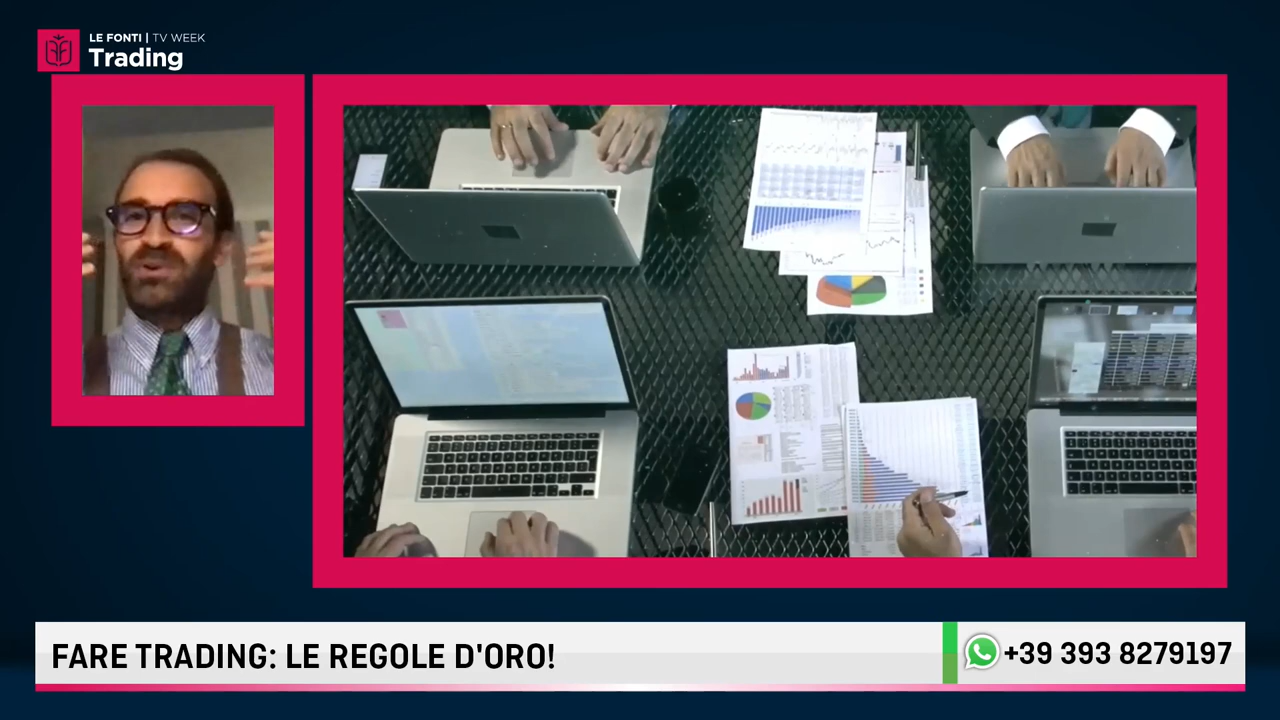 LE FONTI | TV WEEK
Trading
FARE TRADING: LE REGOLE D'ORO!
+39 393 8279197